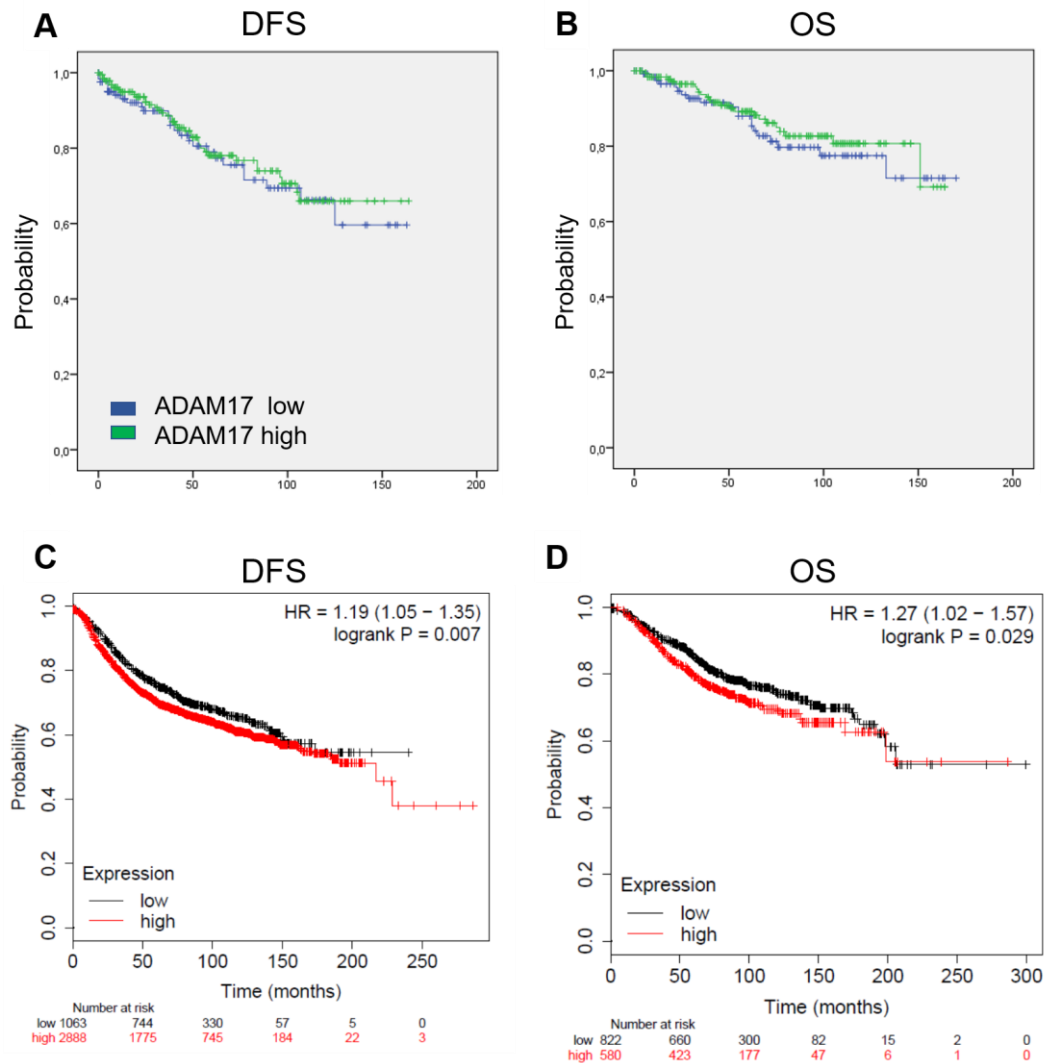 A
DFS
Probability
1,0
0,8
0,6
0,4
0,2
0,0
ADAM17 low
ADAM17 high
0 50 100 150 200
B
OS
Probability
1,0
0,8
0,6
0,4
0,2
0,0
0 50 100 150 200
C
DFS
HR = 1.19 (1.05 − 1.35)
logrank P = 0.007
Probability
1.0
0.8
0.6
0.4
0.2
0.0
Expression
low
high
0 50 100 150 200 250
Time (months)
Number at risk
low 1063 744 330 57 5 0
high 2888 1775 745 184 22 3
D
OS
HR = 1.27 (1.02 − 1.57)
logrank P = 0.029
Probability
1.0
0.8
0.6
0.4
0.2
0.0
Expression
low
high
0 50 100 150 200 250 300
Time (months)
Number at risk
low 822 660 300 82 15 2 0
high 580 423 177 47 6 1 0